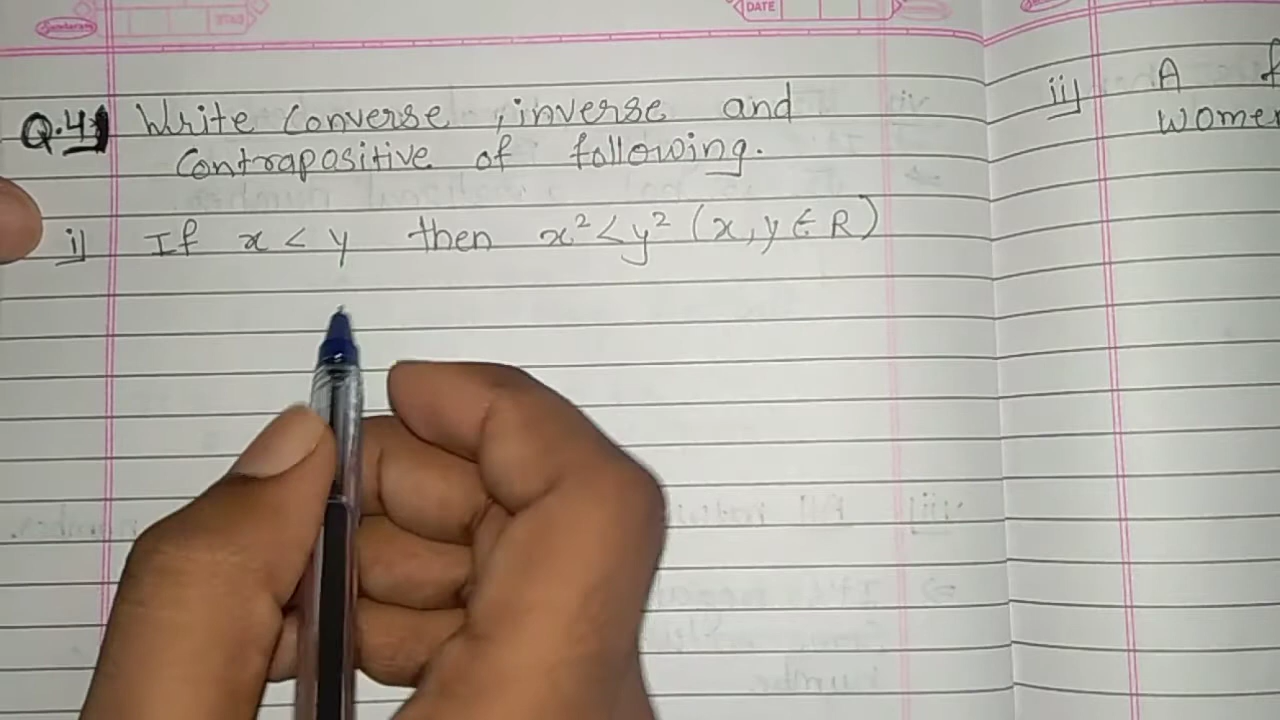 DATE
Q.4) Write Converse, inverse and
Contrapositive of following.
i) If x < y then x² < y² (x, y ∈ R)
ii) A
women